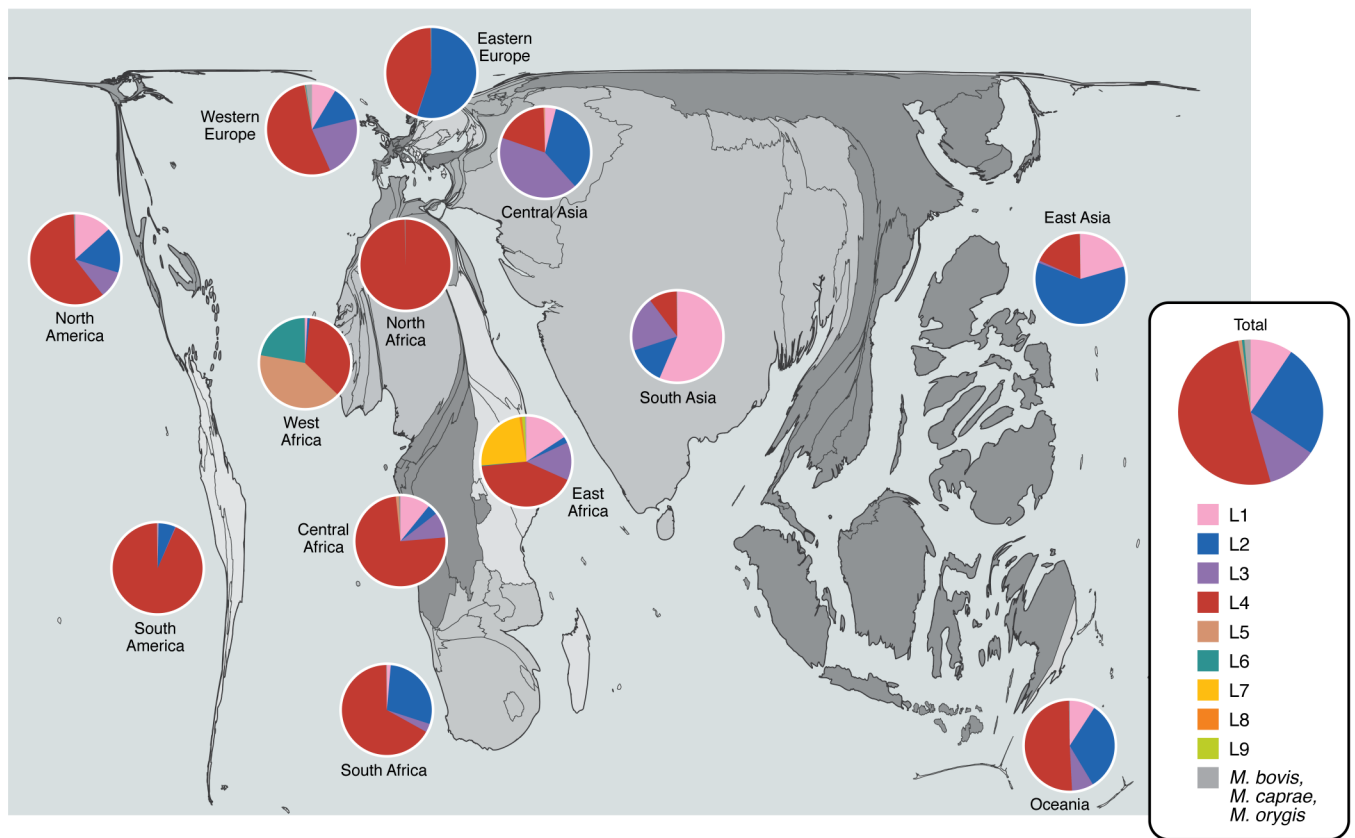 Eastern
Europe
Western
Europe
Central Asia
East Asia
North
America
North
Africa
South Asia
West
Africa
East
Africa
Central
Africa
South
America
South Africa
Oceania
Total
L1
L2
L3
L4
L5
L6
L7
L8
L9
M. bovis,
M. caprae,
M. orygis